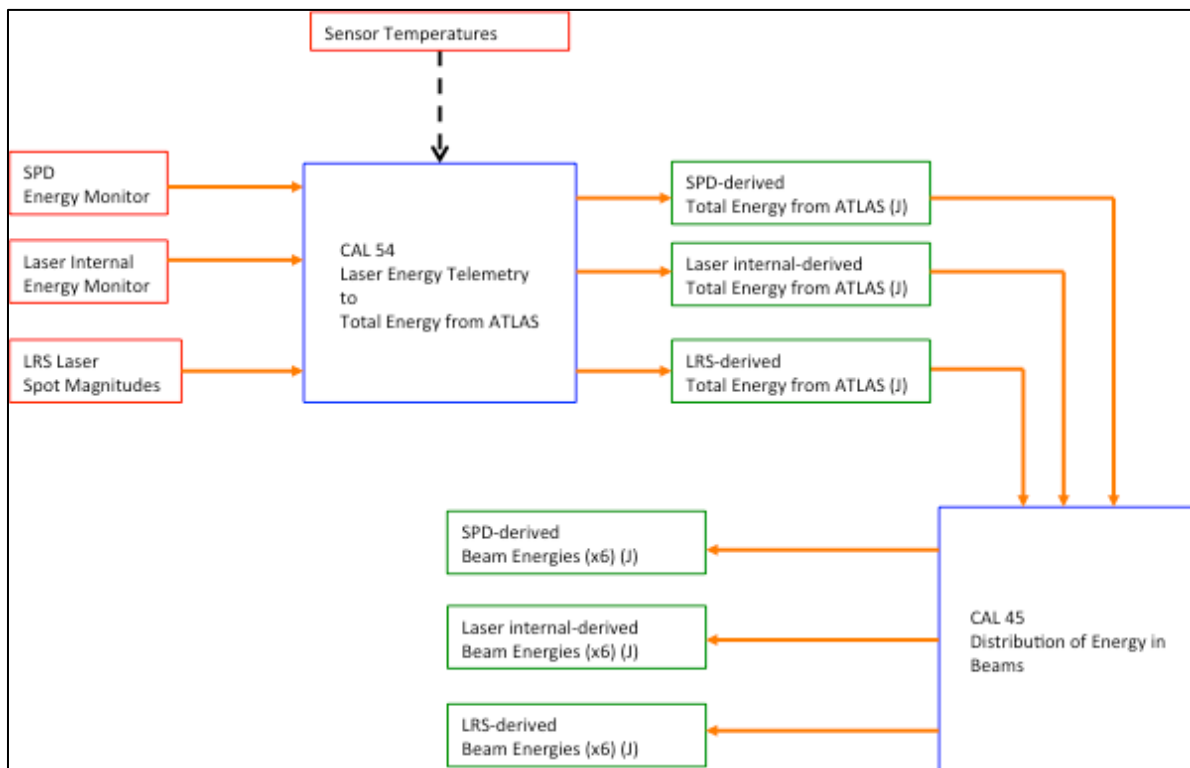 Sensor Temperatures
SPD
Energy Monitor
Laser Internal
Energy Monitor
LRS Laser
Spot Magnitudes
CAL 54
Laser Energy Telemetry
to
Total Energy from ATLAS
SPD-derived
Total Energy from ATLAS (J)
Laser internal-derived
Total Energy from ATLAS (J)
LRS-derived
Total Energy from ATLAS (J)
SPD-derived
Beam Energies (x6) (J)
Laser internal-derived
Beam Energies (x6) (J)
LRS-derived
Beam Energies (x6) (J)
CAL 45
Distribution of Energy in
Beams